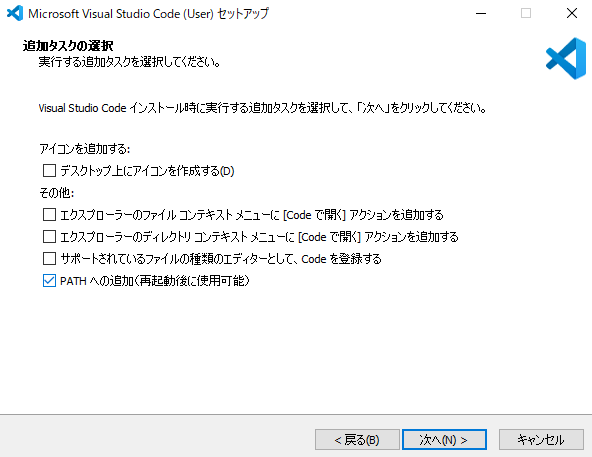 Microsoft Visual Studio Code (User) セットアップ
追加タスクの選択
実行する追加タスクを選択してください。
Visual Studio Code インストール時に実行する追加タスクを選択して、「次へ」をクリックしてください。
アイコンを追加する:
デスクトップ上にアイコンを作成する(D)
その他:
エクスプローラーのファイル コンテキスト メニューに [Code で開く] アクションを追加する
エクスプローラーのディレクトリ コンテキスト メニューに [Code で開く] アクションを追加する
サポートされているファイルの種類のエディターとして、Code を登録する
PATH への追加（再起動後に使用可能）
< 戻る(B)
次へ(N) >
キャンセル